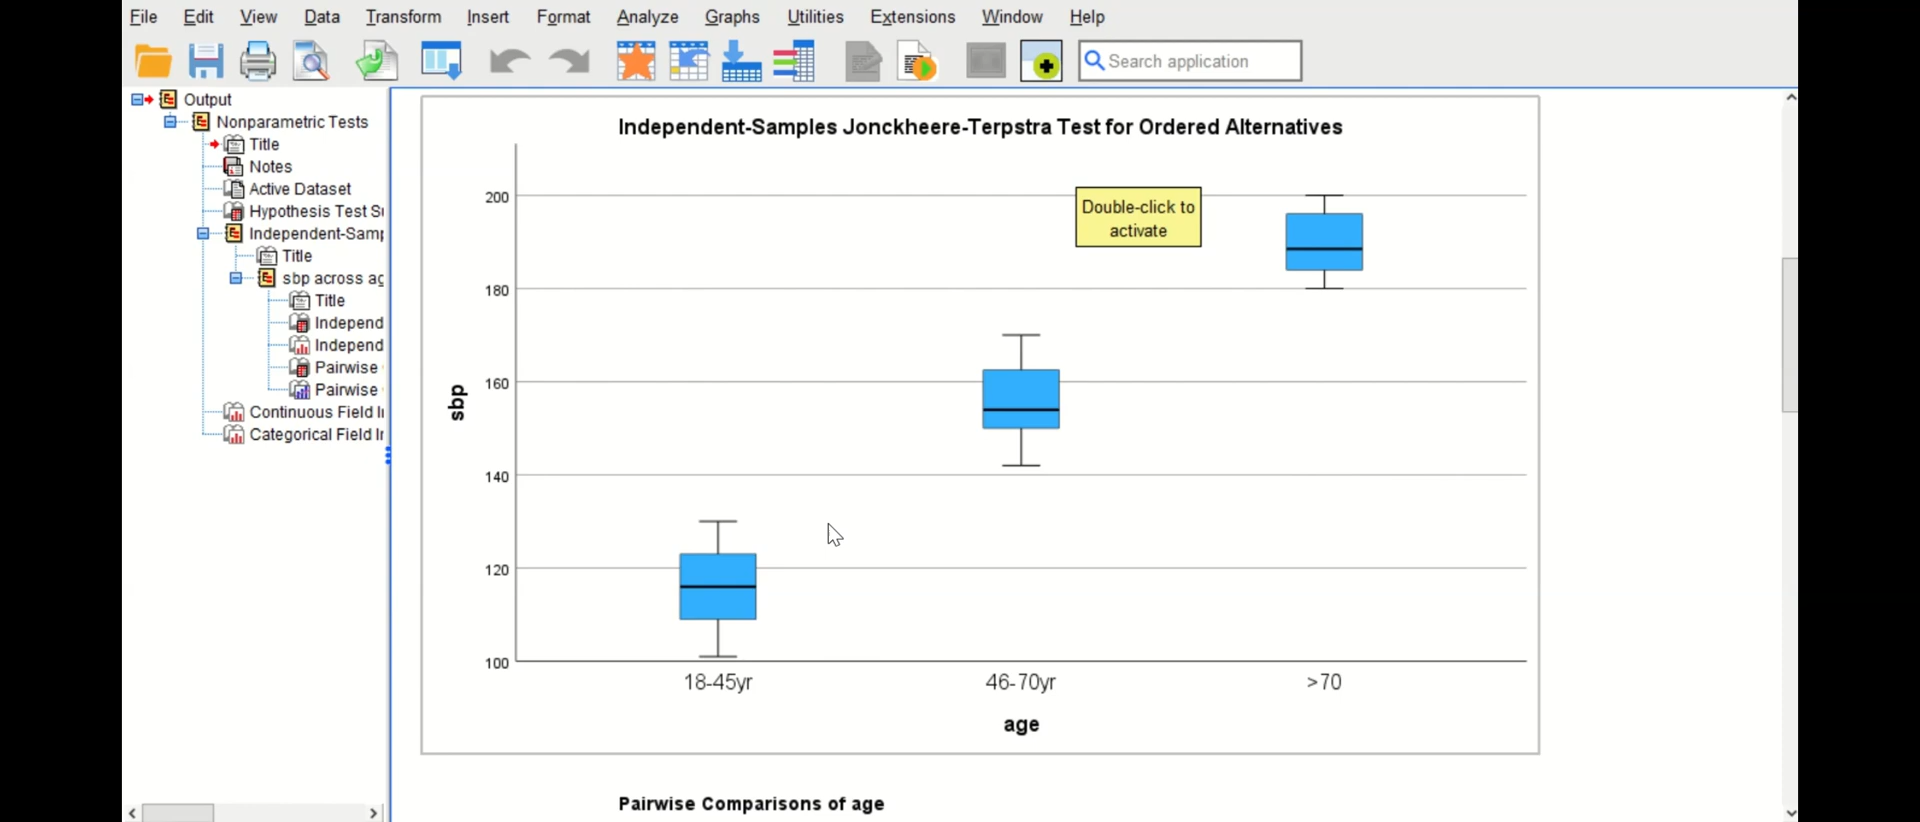 File Edit View Data Transform Insert Format Analyze Graphs Utilities Extensions Window Help
Search application
Output
Nonparametric Tests
Title
Notes
Active Dataset
Hypothesis Test
Independent-Samp
Title
sbp across ag
Title
Independ
Independ
Pairwise
Pairwise
Continuous Field
Categorical Field
Independent-Samples Jonckheere-Terpstra Test for Ordered Alternatives
Double-click to
activate
200
180
160
140
120
100
sbp
18-45yr 46-70yr >70
age
Pairwise Comparisons of age